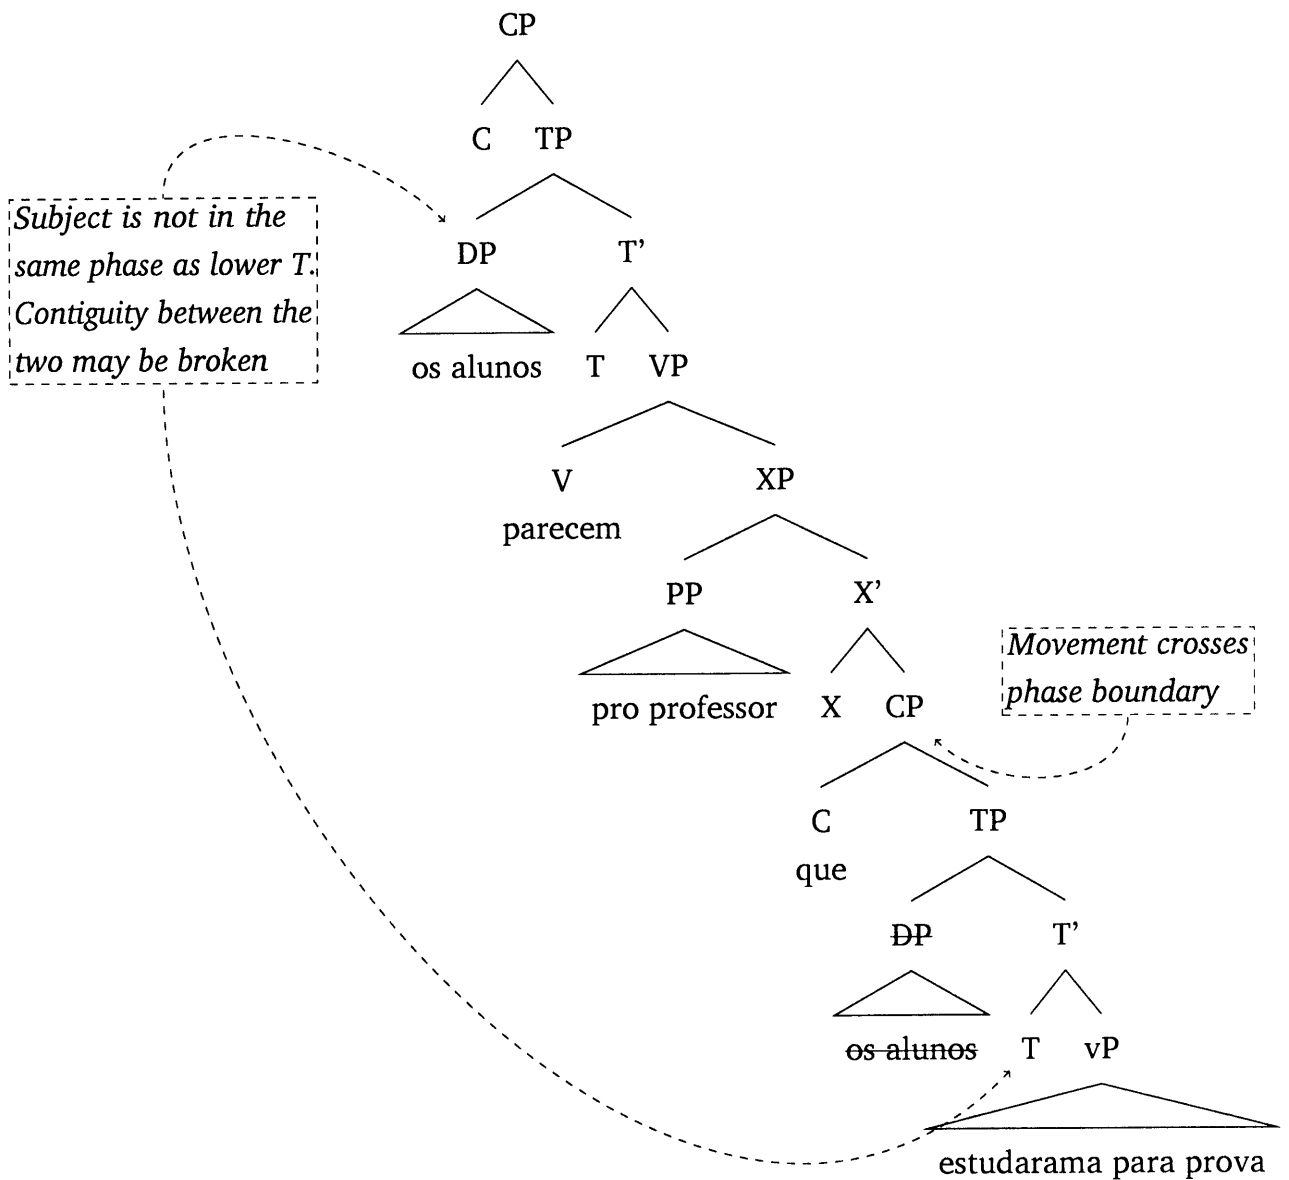 CP
C TP
Subject is not in the
same phase as lower T.
Contiguity between the
two may be broken
DP T’
os alunos T VP
V XP
parecem
PP X’
Movement crosses
phase boundary
pro professor X CP
C TP
que
DP T’
os alunos T vP
estudarama para prova